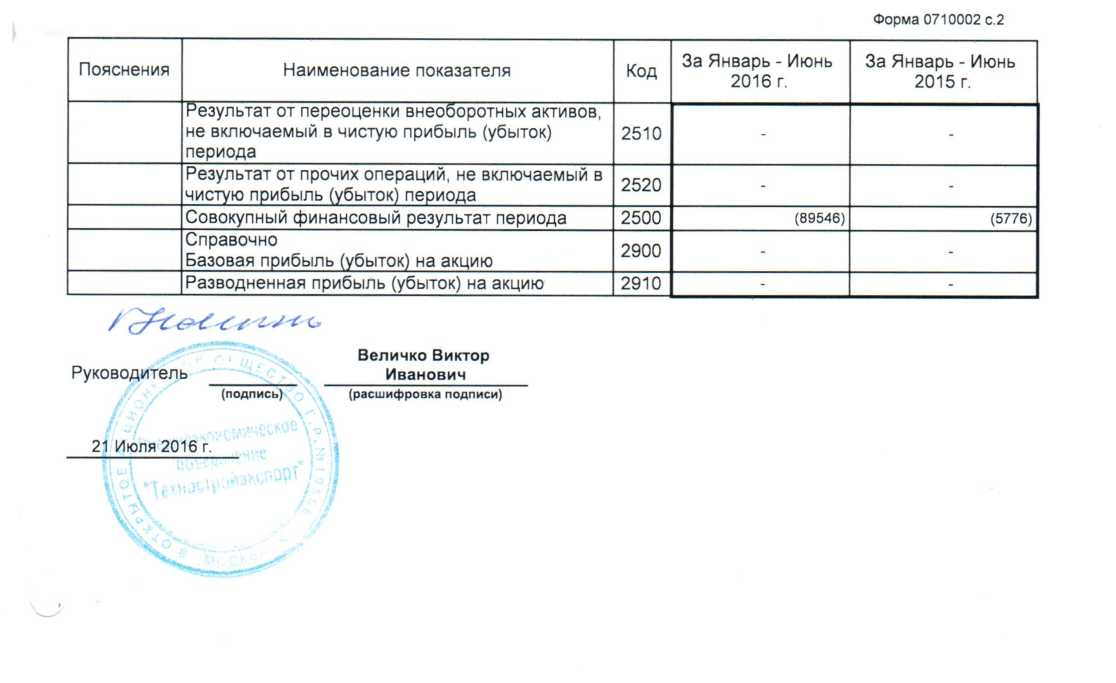 Форма 0710002 с.2
Пояснения Наименование показателя Код За Январь - Июнь 2016 г. За Январь - Июнь 2015 г.
Результат от переоценки внеоборотных активов,
не включаемый в чистую прибыль (убыток)
периода 2510 - -
Результат от прочих операций, не включаемый в
чистую прибыль (убыток) периода 2520 - -
Совокупный финансовый результат периода 2500 (89546) (5776)
Справочно
Базовая прибыль (убыток) на акцию 2900 - -
Разводненная прибыль (убыток) на акцию 2910 - -
Величко Виктор
Руководитель Иванович
(подпись) (расшифровка подписи)
21 Июля 2016 г.
"Техностройэкспорт"